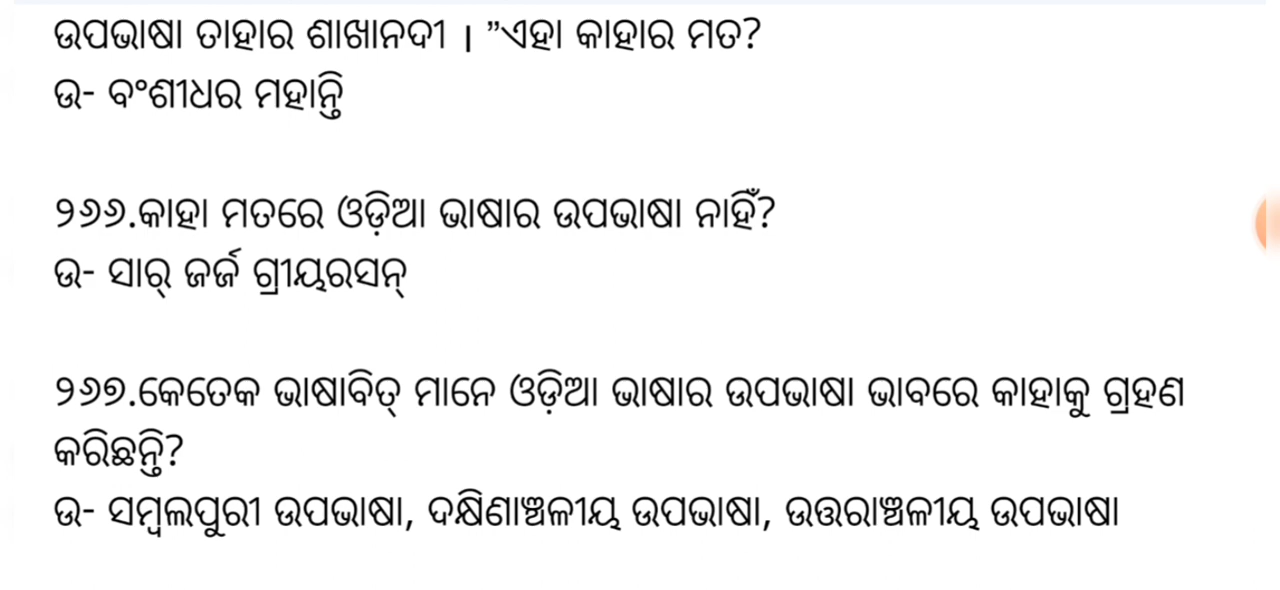 ଉପଭାଷା ତାହାର ଶାଖାନଦୀ । ”ଏହା କାହାର ମତ?
ଉ- ବଂଶୀଧର ମହାନ୍ତି
୨୬୬.କାହା ମତରେ ଓଡ଼ିଆ ଭାଷାର ଉପଭାଷା ନାହିଁ?
ଉ- ସାର୍ ଜର୍ଜ ଗ୍ରୀୟରସନ୍
୨୬୭.କେତେକ ଭାଷାବିତ୍ ମାନେ ଓଡ଼ିଆ ଭାଷାର ଉପଭାଷା ଭାବରେ କାହାକୁ ଗ୍ରହଣ
କରିଛନ୍ତି?
ଉ- ସମ୍ବଲପୁରୀ ଉପଭାଷା, ଦକ୍ଷିଣାଞ୍ଚଳୀୟ ଉପଭାଷା, ଉତ୍ତରାଞ୍ଚଳୀୟ ଉପଭାଷା